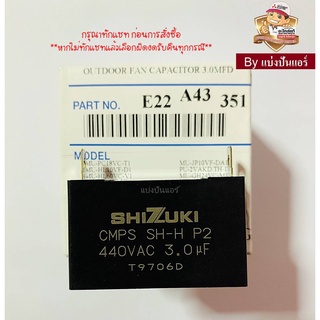 กรุณาทักแชท ก่อนการสั่งซื้อ
**หากไม่ทักแชทแล้วเลือกผิดงดรับคืนทุกกรณี**
By แบ่งปันแอร์
OUTDOOR FAN CAPACITOR 3.0MFD
PART NO. E22 A43 351
MODEL
แบ่งปันแอร์
SHIZUKI
CMPS SH-H P2
440VAC 3.0µF
T9706D